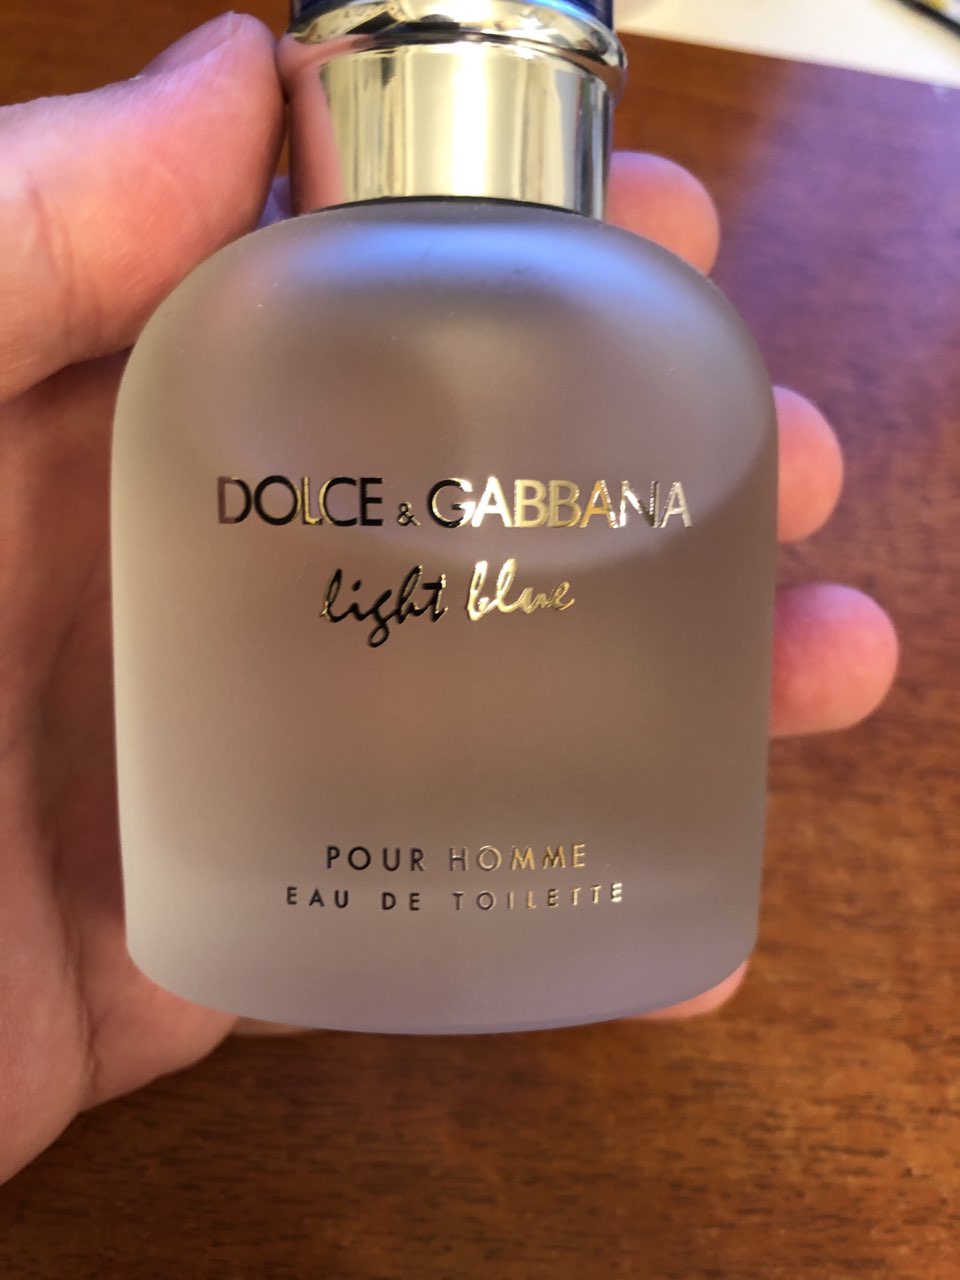 DOLCE & GABBANA
light blue
POUR HOMME
EAU DE TOILETTE